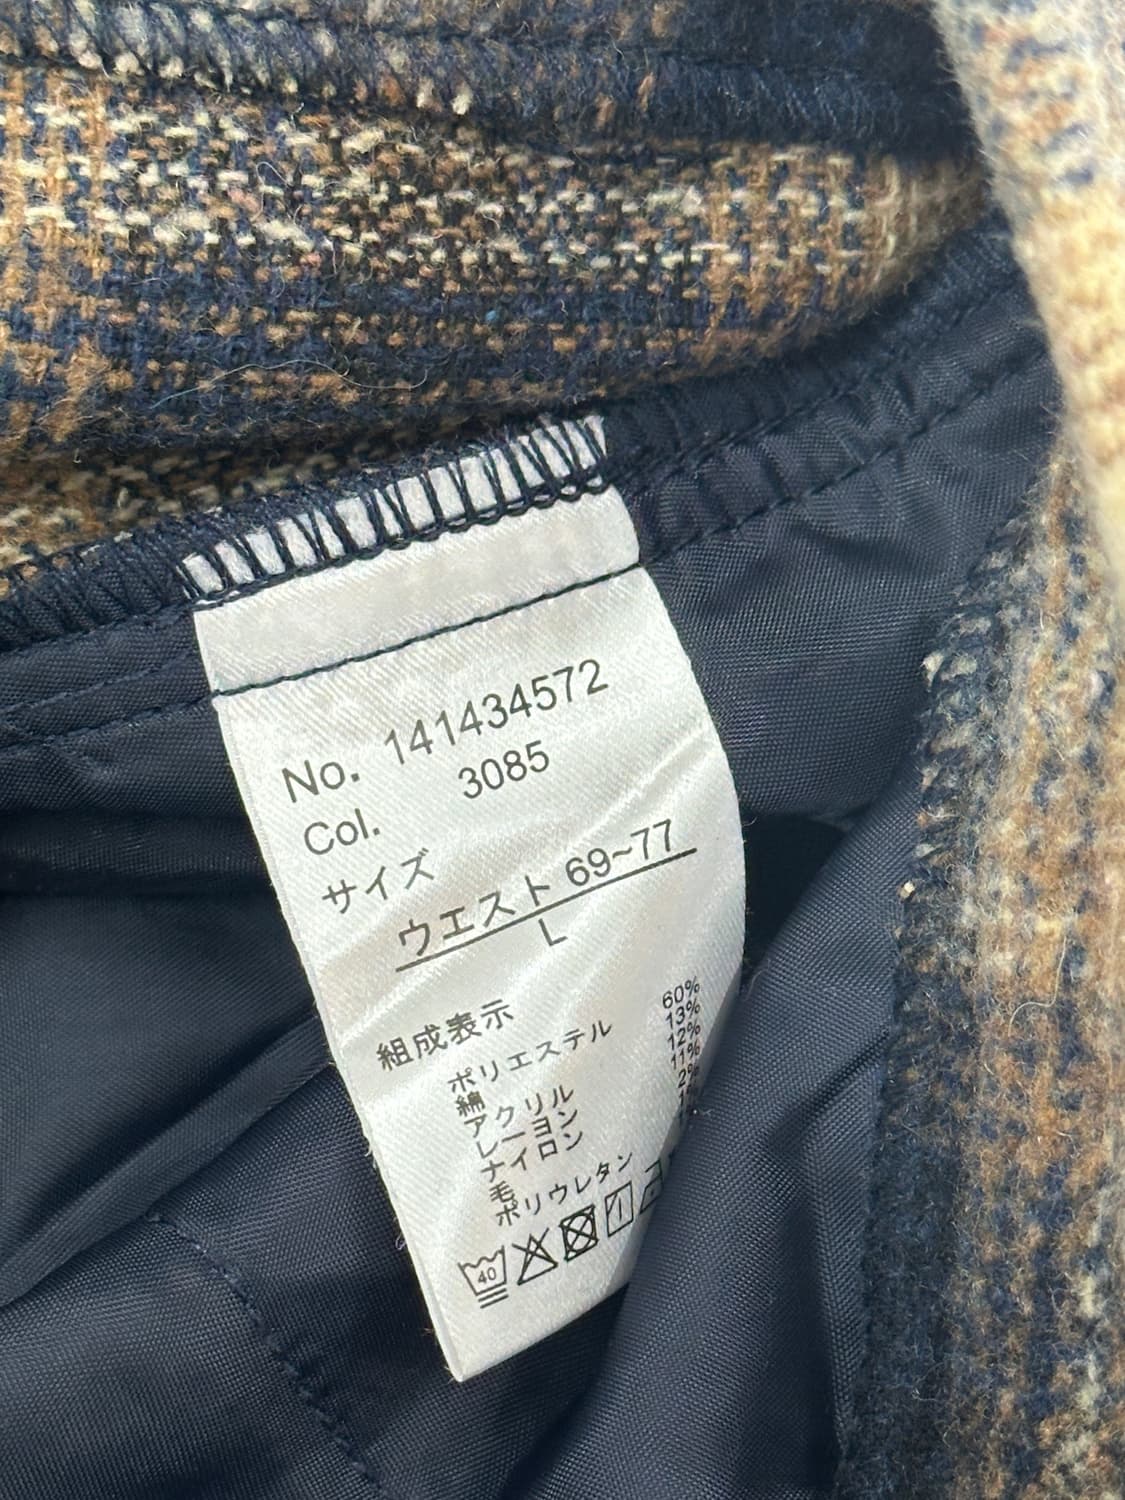 No. 141434572
Col. 3085
サイズ
ウエスト 69~77
L
組成表示
ポリエステル 60%
綿 13%
アクリル 12%
レーヨン 11%
ナイロン 2%
毛
ポリウレタン
40